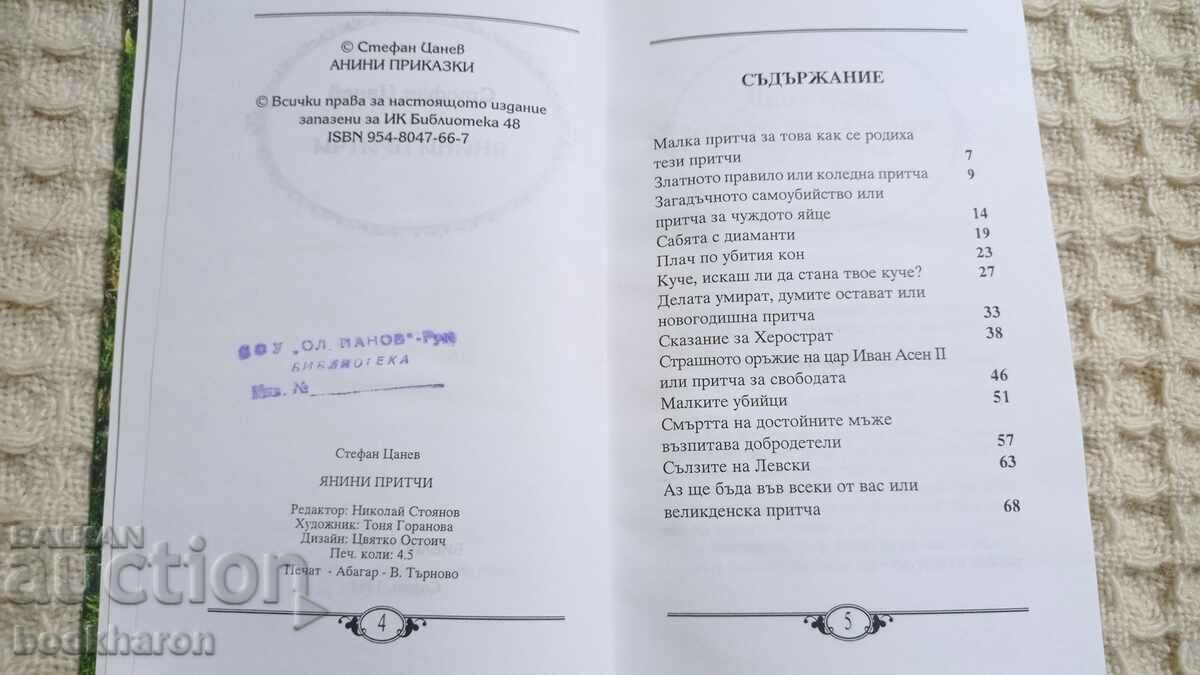 © Стефан Цанев
АНИНИ ПРИКАЗКИ
© Всички права за настоящото издание
запазени за ИК Библиотека 48
ISBN 954-8047-66-7
СОУ „ОЛ. ПАНОВ"-Русе
БИБЛИОТЕКА
Инв. №
Стефан Цанев
ЯНИНИ ПРИТЧИ
Редактор: Николай Стоянов
Художник: Тоня Горанова
Дизайн: Цвятко Остоич
Печ. коли: 4.5
Печат - Абагар - В. Търново
4
СЪДЪРЖАНИЕ
Малка притча за това как се родиха
тези притчи 7
Златното правило или коледна притча 9
Загадъчното самоубийство или
притча за чуждото яйце 14
Сабята с диаманти 19
Плач по убития кон 23
Куче, искаш ли да стана твое куче? 27
Делата умират, думите остават или
новогодишна притча 33
Сказание за Херострат 38
Страшното оръжие на цар Иван Асен II
или притча за свободата 46
Малките убийци 51
Смъртта на достойните мъже
възпитава добродетели 57
Сълзите на Левски 63
Аз ще бъда във всеки от вас или
великденска притча 68
5
BALKAN
auction
bookharon